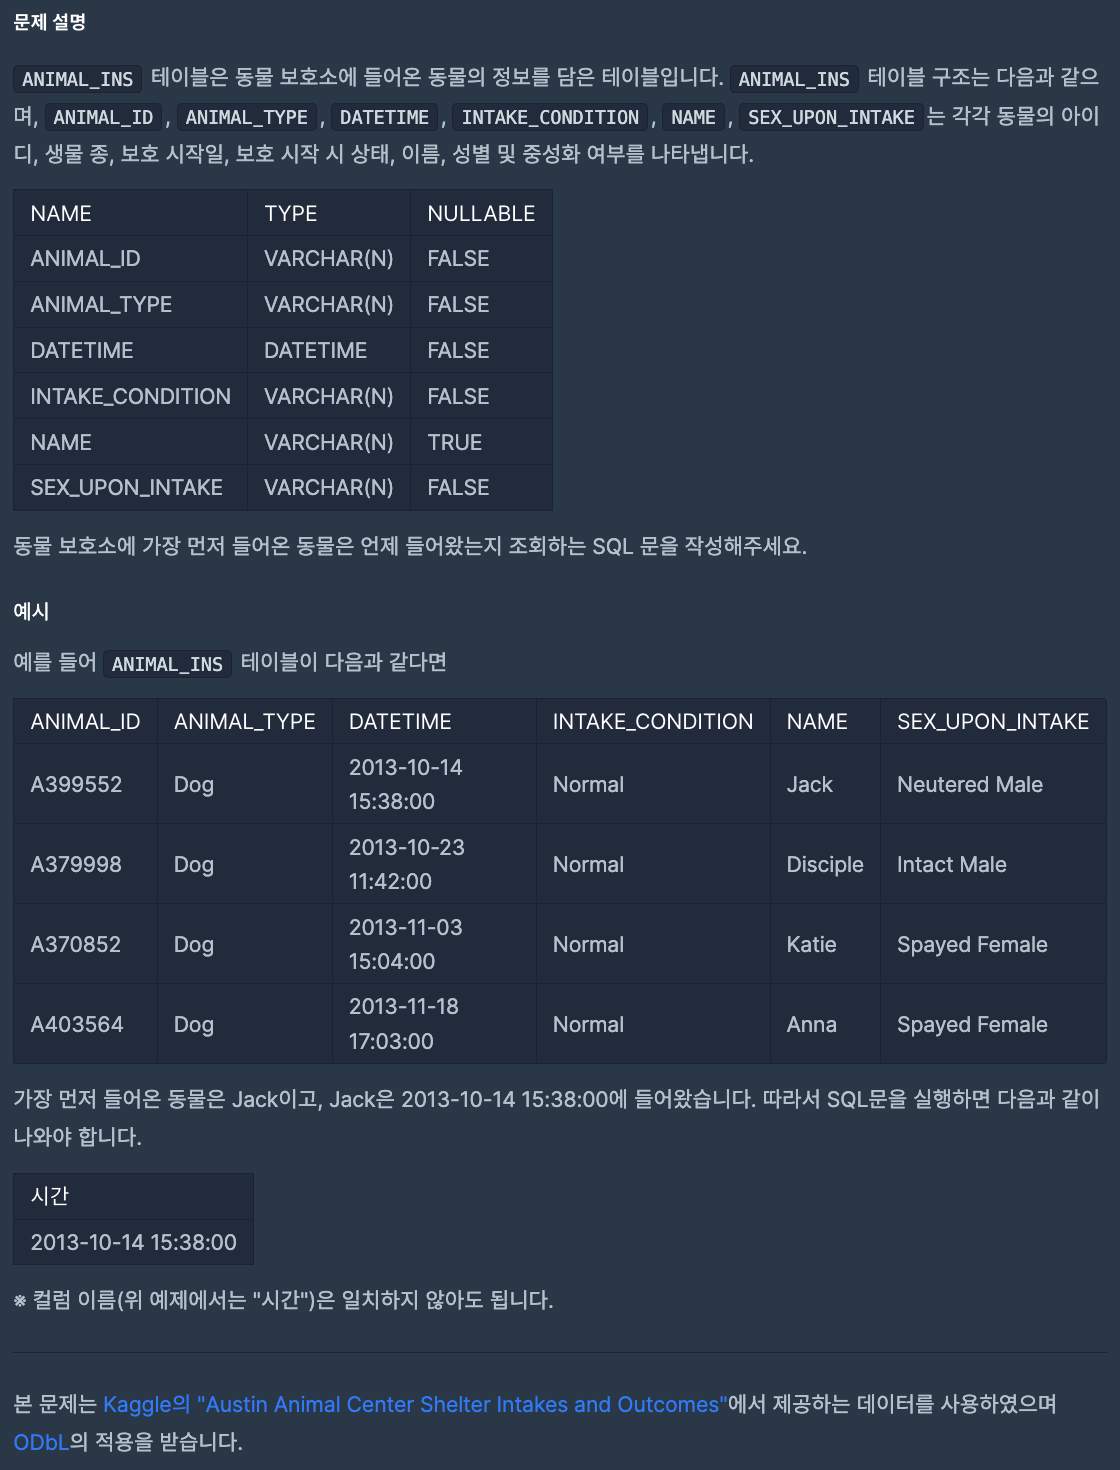 문제 설명
ANIMAL_INS 테이블은 동물 보호소에 들어온 동물의 정보를 담은 테이블입니다. ANIMAL_INS 테이블 구조는 다음과 같으
며, ANIMAL_ID, ANIMAL_TYPE, DATETIME, INTAKE_CONDITION, NAME, SEX_UPON_INTAKE는 각각 동물의 아이
디, 생물 종, 보호 시작일, 보호 시작 시 상태, 이름, 성별 및 중성화 여부를 나타냅니다.
NAME TYPE NULLABLE
ANIMAL_ID VARCHAR(N) FALSE
ANIMAL_TYPE VARCHAR(N) FALSE
DATETIME DATETIME FALSE
INTAKE_CONDITION VARCHAR(N) FALSE
NAME VARCHAR(N) TRUE
SEX_UPON_INTAKE VARCHAR(N) FALSE
동물 보호소에 가장 먼저 들어온 동물은 언제 들어왔는지 조회하는 SQL 문을 작성해주세요.
예시
예를 들어 ANIMAL_INS 테이블이 다음과 같다면
ANIMAL_ID ANIMAL_TYPE DATETIME INTAKE_CONDITION NAME SEX_UPON_INTAKE
A399552 Dog 2013-10-14 15:38:00 Normal Jack Neutered Male
A379998 Dog 2013-10-23 11:42:00 Normal Disciple Intact Male
A370852 Dog 2013-11-03 15:04:00 Normal Katie Spayed Female
A403564 Dog 2013-11-18 17:03:00 Normal Anna Spayed Female
가장 먼저 들어온 동물은 Jack이고, Jack은 2013-10-14 15:38:00에 들어왔습니다. 따라서 SQL문을 실행하면 다음과 같이
나와야 합니다.
시간
2013-10-14 15:38:00
※ 컬럼 이름(위 예제에서는 "시간")은 일치하지 않아도 됩니다.
본 문제는 Kaggle의 "Austin Animal Center Shelter Intakes and Outcomes"에서 제공하는 데이터를 사용하였으며
ODbL의 적용을 받습니다.